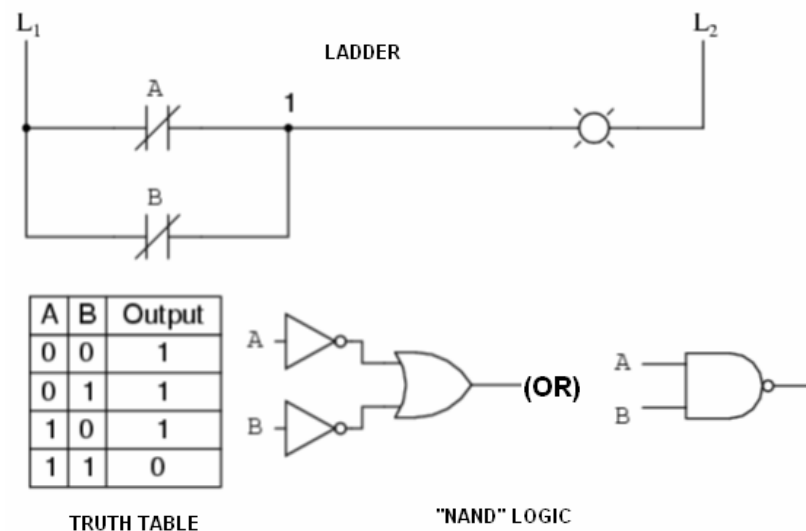 L1
L2
LADDER
A
1
B
A B Output
0 0 1
0 1 1
1 0 1
1 1 0
A
B
(OR)
A
B
TRUTH TABLE
"NAND" LOGIC